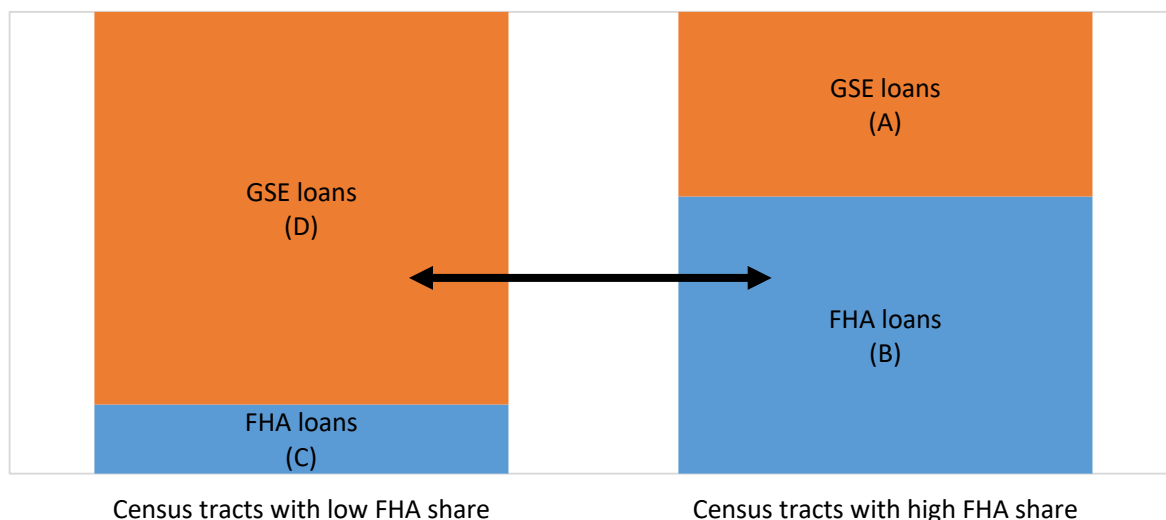 GSE loans
(D)
FHA loans
(C)
GSE loans
(A)
FHA loans
(B)
Census tracts with low FHA share
Census tracts with high FHA share